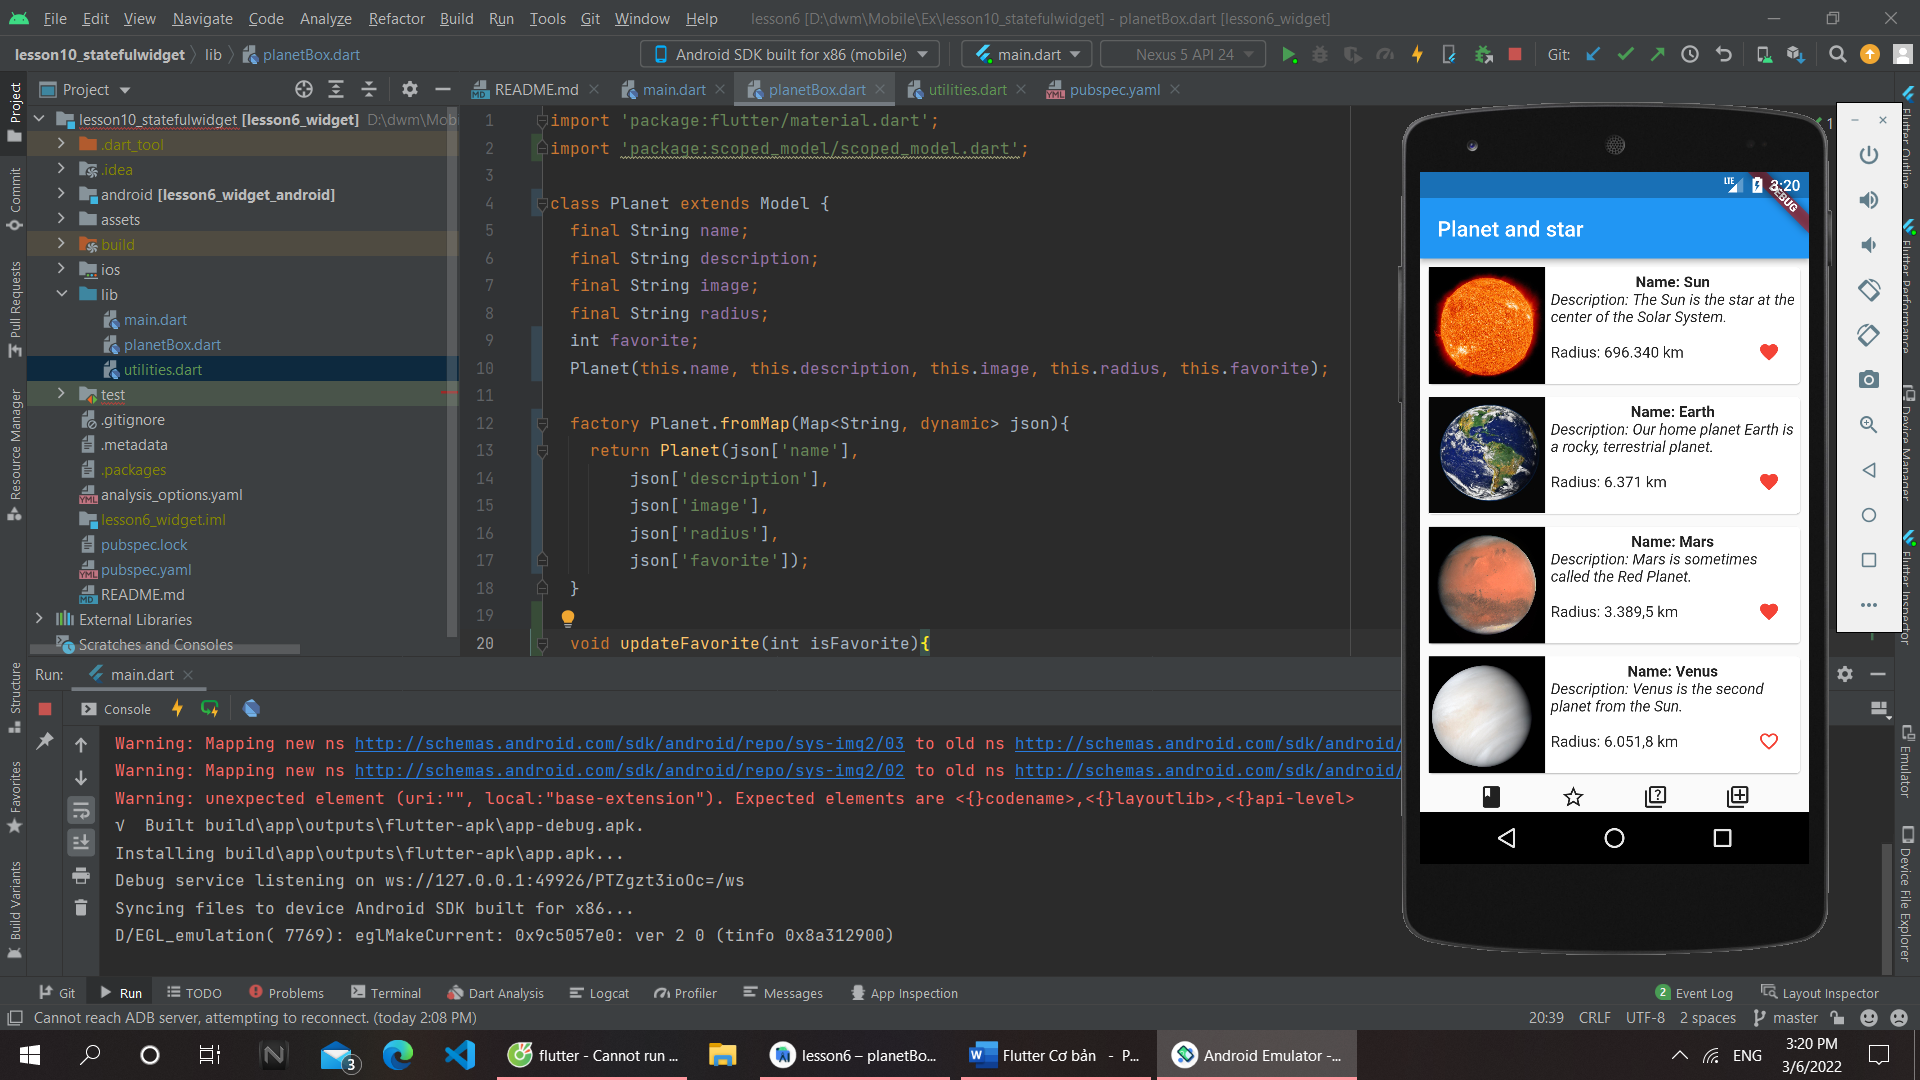 File Edit View Navigate Code Analyze Refactor Build Run Tools Git Window Help lesson6 [D:\dwm\Mobile\Ex\lesson10_statefulwidget] - planetBox.dart [lesson6_widget]
lesson10_statefulwidget lib planetBox.dart Android SDK built for x86 (mobile) main.dart Nexus 5 API 24 Git:
Project README.md main.dart planetBox.dart utilities.dart pubspec.yaml
Project
Commit
Pull Requests
Resource Manager
Structure
Favorites
Build Variants
lesson10_statefulwidget [lesson6_widget] D:\dwm\Mob
.dart_tool
.idea
android [lesson6_widget_android]
assets
build
ios
lib
main.dart
planetBox.dart
utilities.dart
test
.gitignore
.metadata
.packages
analysis_options.yaml
lesson6_widget.iml
pubspec.lock
pubspec.yaml
README.md
External Libraries
Scratches and Consoles
1 import 'package:flutter/material.dart';
2 import 'package:scoped_model/scoped_model.dart';
3
4 class Planet extends Model {
5 final String name;
6 final String description;
7 final String image;
8 final String radius;
9 int favorite;
10 Planet(this.name, this.description, this.image, this.radius, this.favorite);
11
12 factory Planet.fromMap(Map<String, dynamic> json){
13 return Planet(json['name'],
14 json['description'],
15 json['image'],
16 json['radius'],
17 json['favorite']);
18 }
19
20 void updateFavorite(int isFavorite){
1
LTE 3:20
DEBUG
Planet and star
Name: Sun
Description: The Sun is the star at the
center of the Solar System.
Radius: 696.340 km
Name: Earth
Description: Our home planet Earth is
a rocky, terrestrial planet.
Radius: 6.371 km
Name: Mars
Description: Mars is sometimes
called the Red Planet.
Radius: 3.389,5 km
Name: Venus
Description: Venus is the second
planet from the Sun.
Radius: 6.051,8 km
Flutter Outline
Flutter Performance
Device Manager
Flutter Inspector
Emulator
Device File Explorer
Run: main.dart
Console
Warning: Mapping new ns http://schemas.android.com/sdk/android/repo/sys-img2/03 to old ns http://schemas.android.com/sdk/android/
Warning: Mapping new ns http://schemas.android.com/sdk/android/repo/sys-img2/02 to old ns http://schemas.android.com/sdk/android/
Warning: unexpected element (uri:"", local:"base-extension"). Expected elements are <{}codename>,<{}layoutlib>,<{}api-level>
√ Built build\app\outputs\flutter-apk\app-debug.apk.
Installing build\app\outputs\flutter-apk\app.apk...
Debug service listening on ws://127.0.0.1:49926/PTZgzt3ioOc=/ws
Syncing files to device Android SDK built for x86...
D/EGL_emulation( 7769): eglMakeCurrent: 0x9c5057e0: ver 2 0 (tinfo 0x8a312900)
Git Run TODO Problems Terminal Dart Analysis Logcat Profiler Messages App Inspection 2 Event Log Layout Inspector
Cannot reach ADB server, attempting to reconnect. (today 2:08 PM) 20:39 CRLF UTF-8 2 spaces master
3 flutter - Cannot run ... lesson6 – planetBo... Flutter Cơ bản - P... Android Emulator -... ENG 3:20 PM
3/6/2022